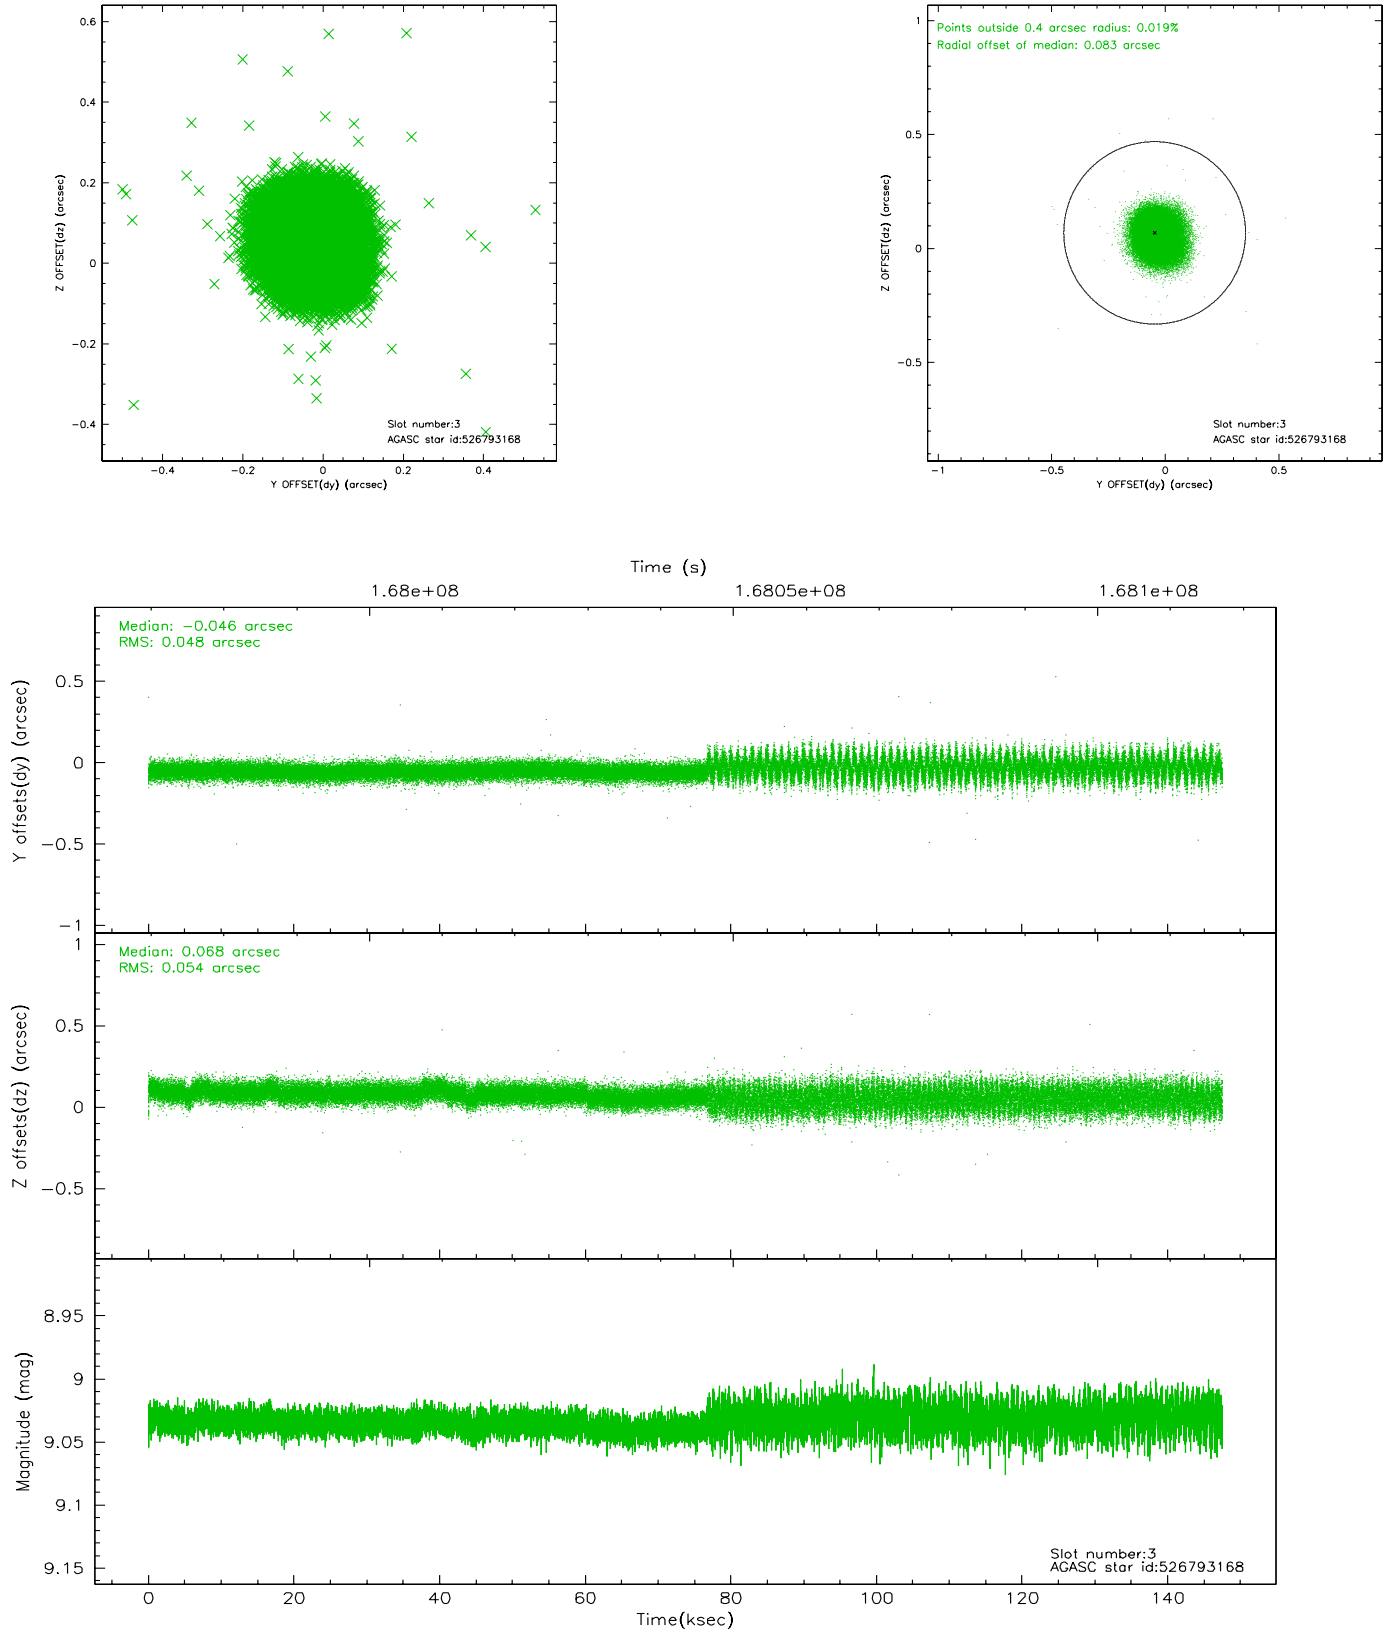 0.6
0.4
0.2
0
−0.2
−0.4
Z OFFSET(dz) (arcsec)
−0.4 −0.2 0 0.2 0.4
Y OFFSET(dy) (arcsec)
Slot number:3
AGASC star id:526793168
Points outside 0.4 arcsec radius: 0.019%
Radial offset of median: 0.083 arcsec
1
0.5
0
−0.5
Z OFFSET(dz) (arcsec)
−1 −0.5 0 0.5
Y OFFSET(dy) (arcsec)
Slot number:3
AGASC star id:526793168
Time (s)
1.68e+08 1.6805e+08 1.681e+08
Median: −0.046 arcsec
RMS: 0.048 arcsec
0.5
0
−0.5
−1
Y offsets(dy) (arcsec)
Median: 0.068 arcsec
RMS: 0.054 arcsec
1
0.5
0
−0.5
Z offsets(dz) (arcsec)
8.95
9
9.05
9.1
9.15
Magnitude (mag)
Slot number:3
AGASC star id:526793168
0 20 40 60 80 100 120 140
Time(ksec)